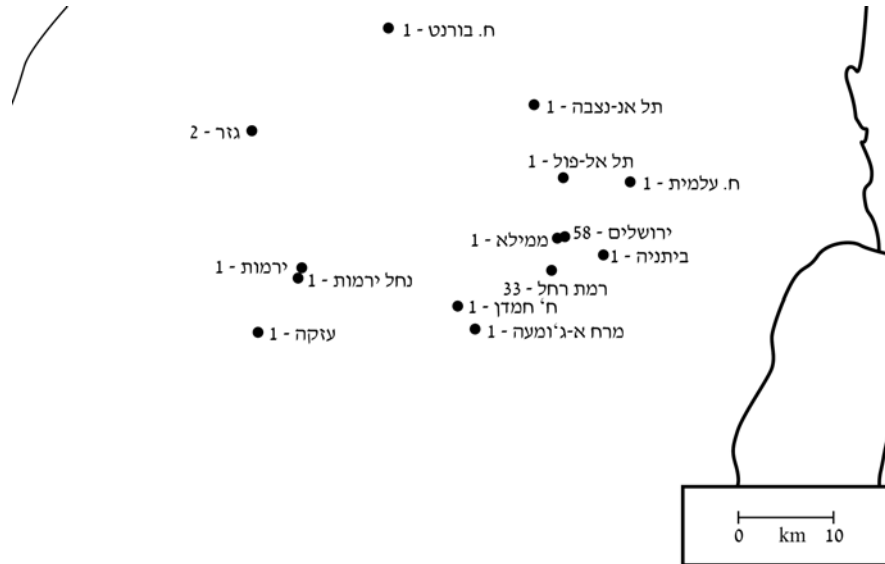 ח. בורנט - 1
תל אנ-נצבה - 1
גזר - 2
תל אל-פול - 1
ח. עלמית - 1
ירושלים - 58
ממילא - 1
ביתניה - 1
ירמות - 1
נחל ירמות - 1
רמת רחל - 33
ח' חמדן - 1
מרח א-ג'ומעה - 1
עזקה - 1
0 km 10